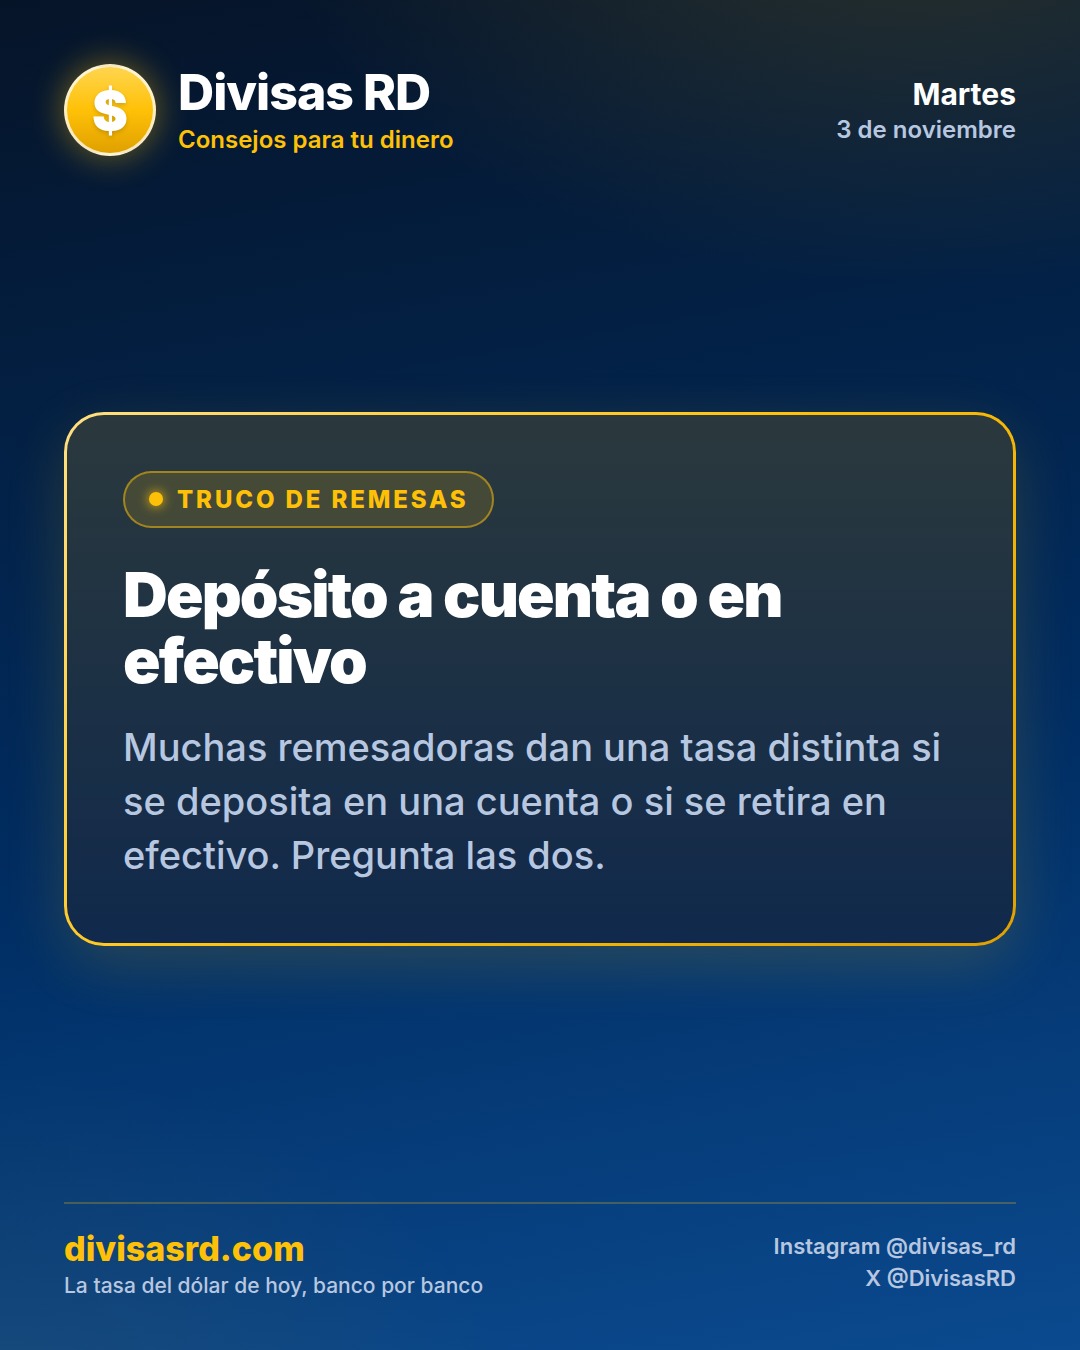 $
Divisas RD
Consejos para tu dinero
Martes
3 de noviembre
TRUCO DE REMESAS
Depósito a cuenta o en
efectivo
Muchas remesadoras dan una tasa distinta si
se deposita en una cuenta o si se retira en
efectivo. Pregunta las dos.
divisasrd.com
La tasa del dólar de hoy, banco por banco
Instagram @divisas_rd
X @DivisasRD